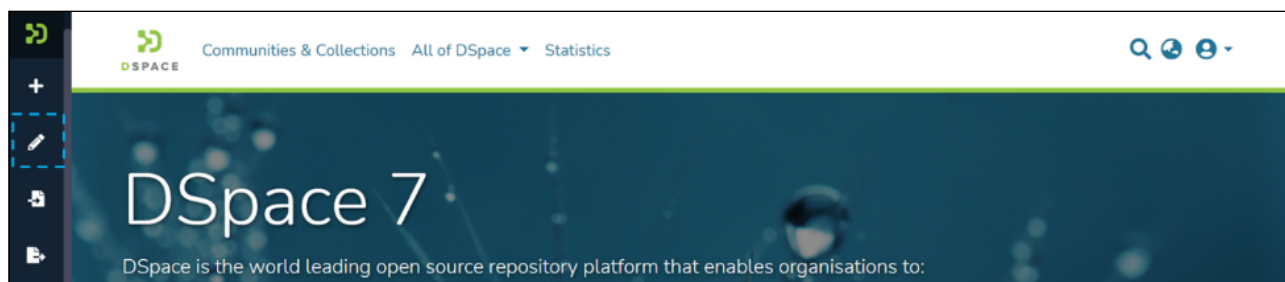 DSPACE
Communities & Collections All of DSpace Statistics
DSpace 7
DSpace is the world leading open source repository platform that enables organisations to: